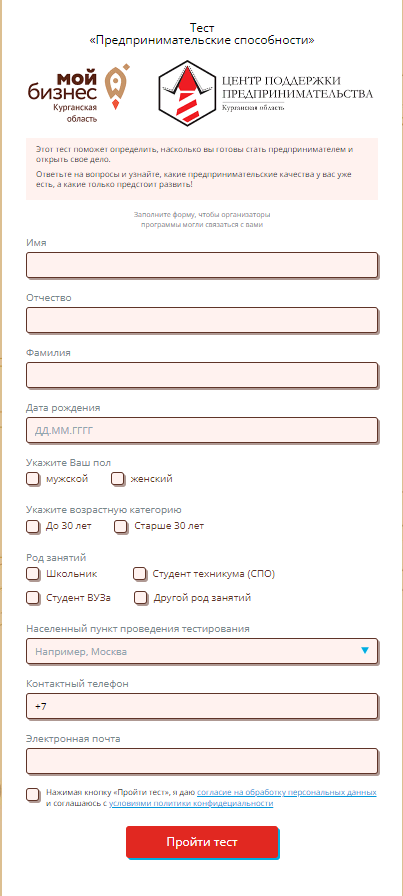 Тест
«Предпринимательские способности»
мой
бизнес
Курганская
область
ЦЕНТР ПОДДЕРЖКИ
ПРЕДПРИНИМАТЕЛЬСТВА
Курганская область
Этот тест поможет определить, насколько вы готовы стать предпринимателем и
открыть свое дело.
Ответьте на вопросы и узнайте, какие предпринимательские качества у вас уже
есть, а какие только предстоит развить!
Заполните форму, чтобы организаторы
программы могли связаться с вами
Имя
Отчество
Фамилия
Дата рождения
ДД.ММ.ГГГГ
Укажите Ваш пол
мужской женский
Укажите возрастную категорию
До 30 лет Старше 30 лет
Род занятий
Школьник Студент техникума (СПО)
Студент ВУЗа Другой род занятий
Населенный пункт проведения тестирования
Например, Москва
Контактный телефон
+7
Электронная почта
Нажимая кнопку «Пройти тест», я даю согласие на обработку персональных данных
и соглашаюсь с условиями политики конфидециальности
Пройти тест